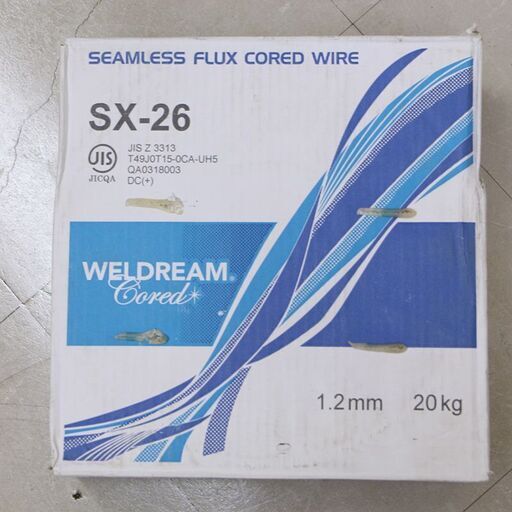 SEAMLESS FLUX CORED WIRE
SX-26
JIS
JICQA
JIS Z 3313
T49J0T15-0CA-UH5
QA0318003
DC(+)
WELDREAM®
Cored
1.2mm 20kg